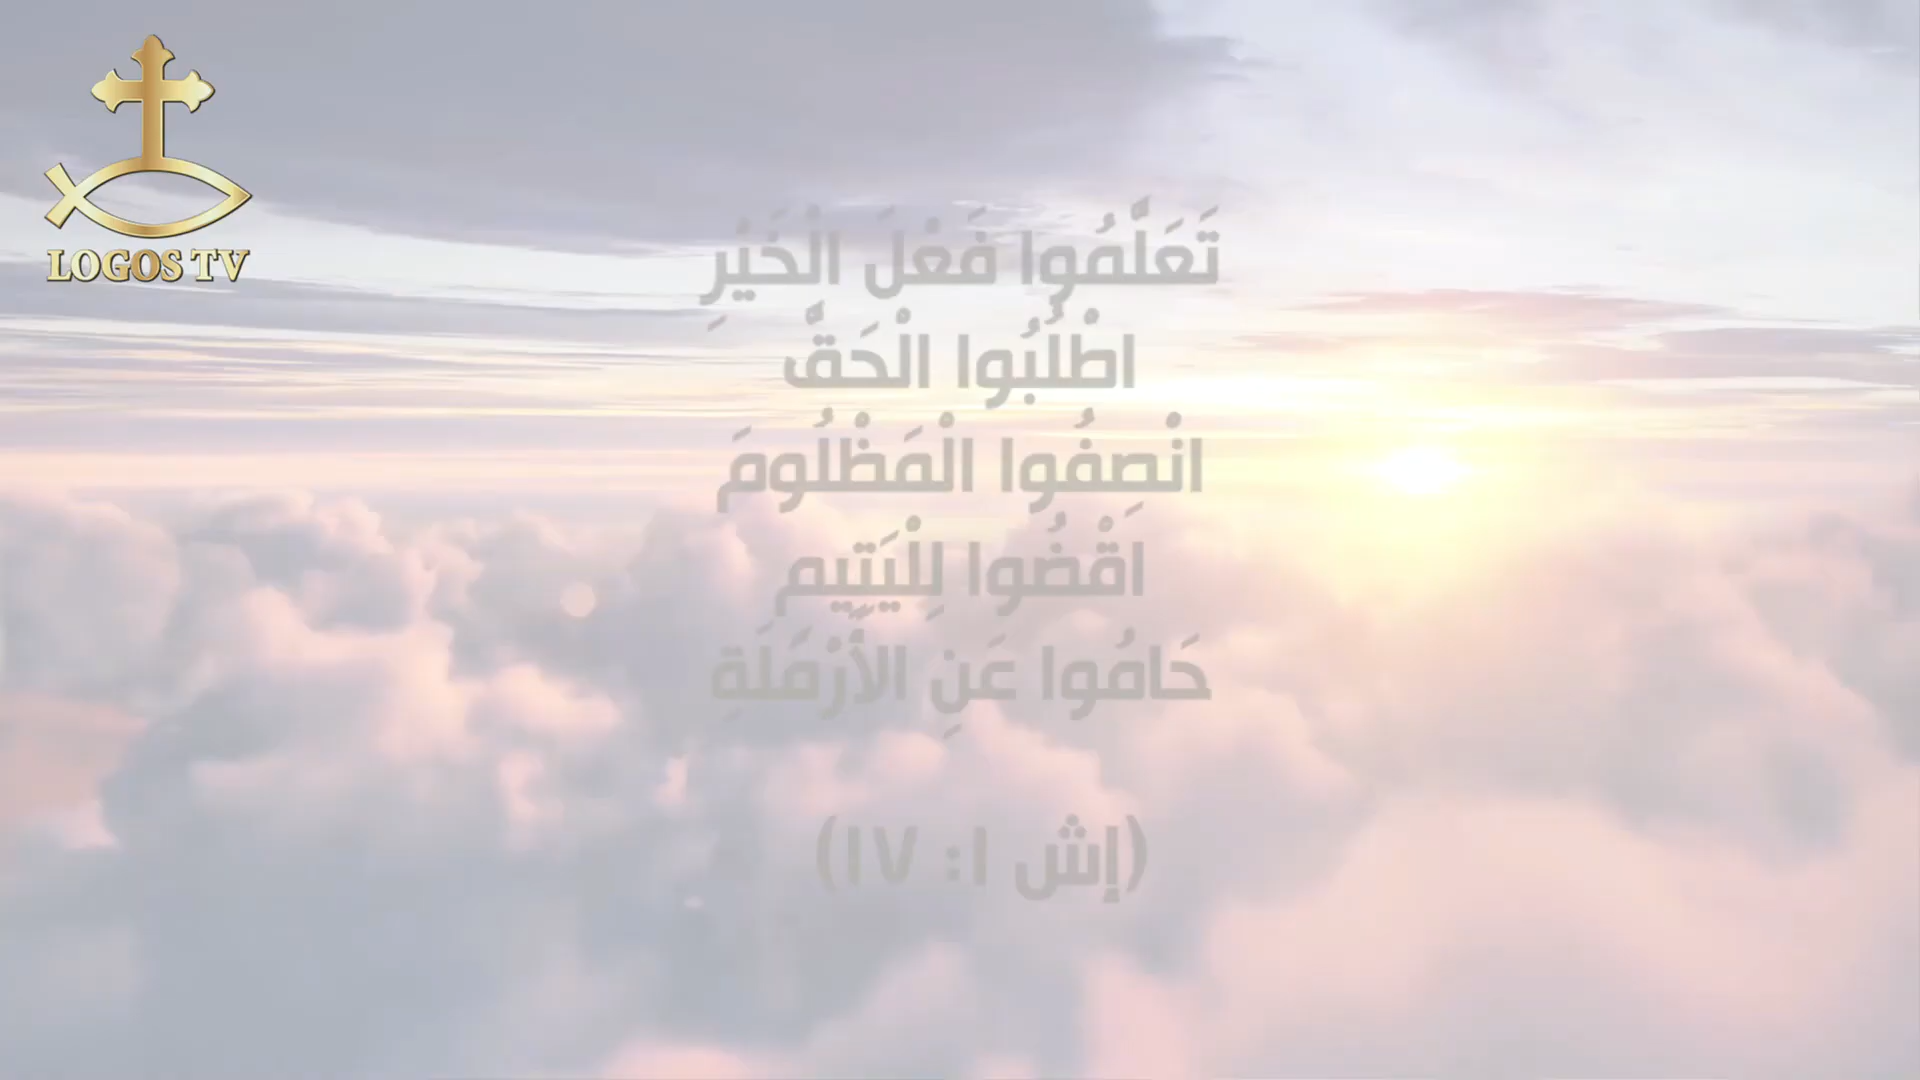 LOGOS TV
تَعَلَّمُوا فَعْلَ الْخَيْرِ
اطْلُبُوا الْحَقَّ
انْصِفُوا الْمَظْلُومَ
اَقْضُوا لِلْيَتِيمِ
حَامُوا عَنِ الأَرْمَلَةِ
(إش ١: ١٧)